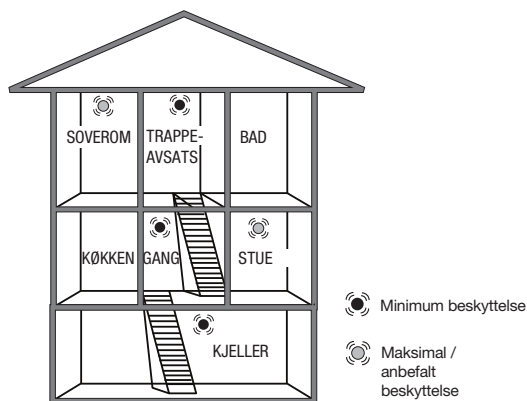 SOVEROM
TRAPPE-
AVSATS
BAD
KØKKEN
GANG
STUE
KJELLER
Minimum beskyttelse
Maksimal /
anbefalt
beskyttelse